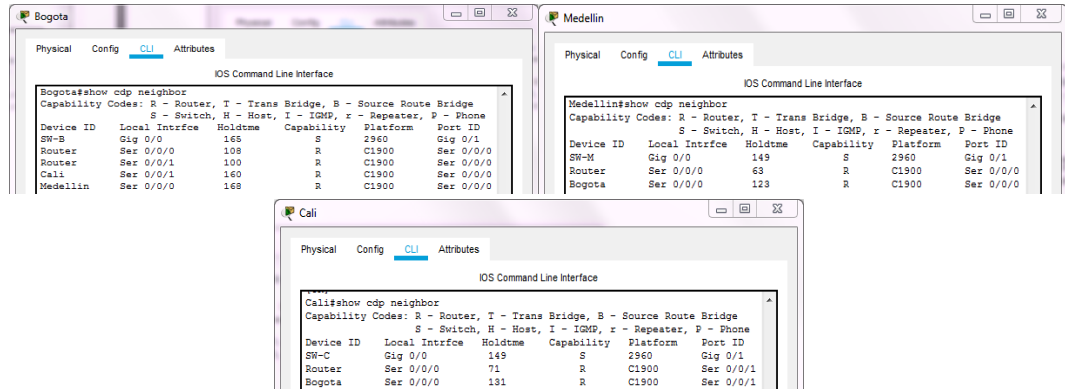 Bogota
Physical Config CLI Attributes
IOS Command Line Interface
Bogota#show cdp neighbor
Capability Codes: R - Router, T - Trans Bridge, B - Source Route Bridge
S - Switch, H - Host, I - IGMP, r - Repeater, P - Phone
Device ID Local Intrfce Holdtme Capability Platform Port ID
SW-B Gig 0/0 165 S 2960 Gig 0/1
Router Ser 0/0/0 108 R C1900 Ser 0/0/0
Router Ser 0/0/1 100 R C1900 Ser 0/0/0
Cali Ser 0/0/1 160 R C1900 Ser 0/0/0
Medellin Ser 0/0/0 168 R C1900 Ser 0/0/0
Medellin
Physical Config CLI Attributes
IOS Command Line Interface
Medellin#show cdp neighbor
Capability Codes: R - Router, T - Trans Bridge, B - Source Route Bridge
S - Switch, H - Host, I - IGMP, r - Repeater, P - Phone
Device ID Local Intrfce Holdtme Capability Platform Port ID
SW-M Gig 0/0 149 S 2960 Gig 0/1
Router Ser 0/0/0 63 R C1900 Ser 0/0/0
Bogota Ser 0/0/0 123 R C1900 Ser 0/0/0
Cali
Physical Config CLI Attributes
IOS Command Line Interface
Cali#show cdp neighbor
Capability Codes: R - Router, T - Trans Bridge, B - Source Route Bridge
S - Switch, H - Host, I - IGMP, r - Repeater, P - Phone
Device ID Local Intrfce Holdtme Capability Platform Port ID
SW-C Gig 0/0 149 S 2960 Gig 0/1
Router Ser 0/0/0 71 R C1900 Ser 0/0/1
Bogota Ser 0/0/0 131 R C1900 Ser 0/0/1